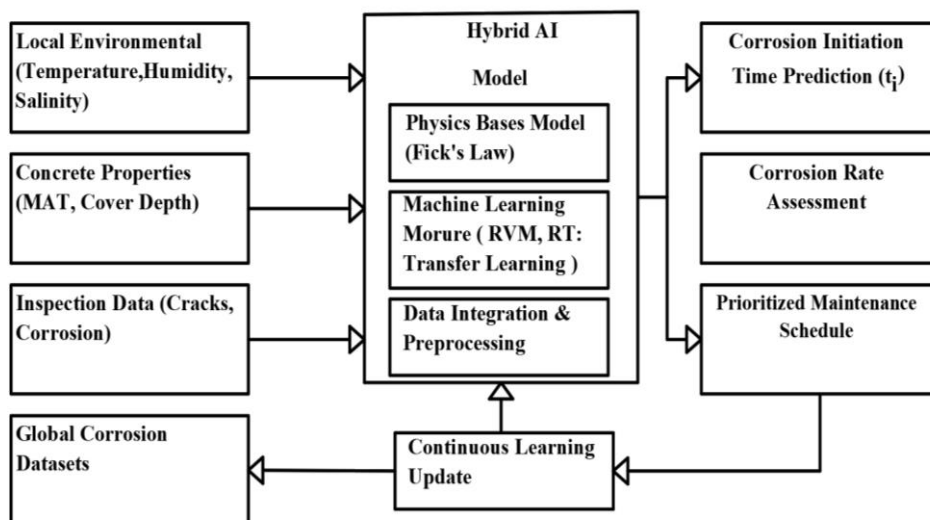 Local Environmental
(Temperature,Humidity,
Salinity)
Concrete Properties
(MAT, Cover Depth)
Inspection Data (Cracks,
Corrosion)
Global Corrosion
Datasets
Hybrid AI
Model
Physics Bases Model
(Fick's Law)
Machine Learning
Morure ( RVM, RT:
Transfer Learning )
Data Integration &
Preprocessing
Continuous Learning
Update
Corrosion Initiation
Time Prediction (ti)
Corrosion Rate
Assessment
Prioritized Maintenance
Schedule